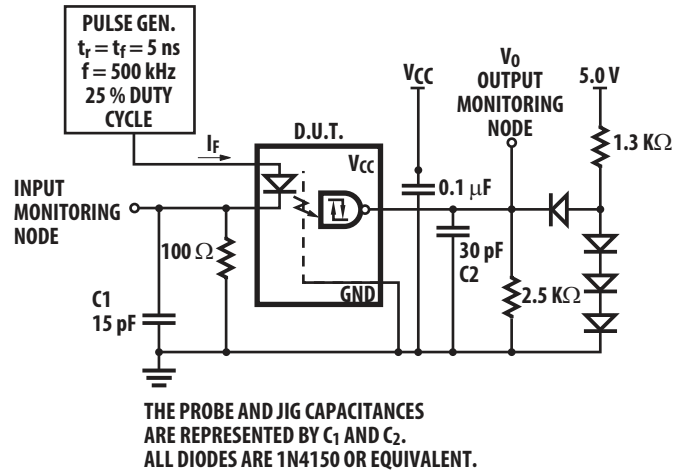 PULSE GEN.
tr = tf = 5 ns
f = 500 kHz
25 % DUTY
CYCLE
IF
D.U.T.
VCC
GND
INPUT
MONITORING
NODE
100 Ω
C1
15 pF
VCC
0.1 μF
VO
OUTPUT
MONITORING
NODE
5.0 V
1.3 KΩ
30 pF
C2
2.5 KΩ
THE PROBE AND JIG CAPACITANCES
ARE REPRESENTED BY C1 AND C2.
ALL DIODES ARE 1N4150 OR EQUIVALENT.